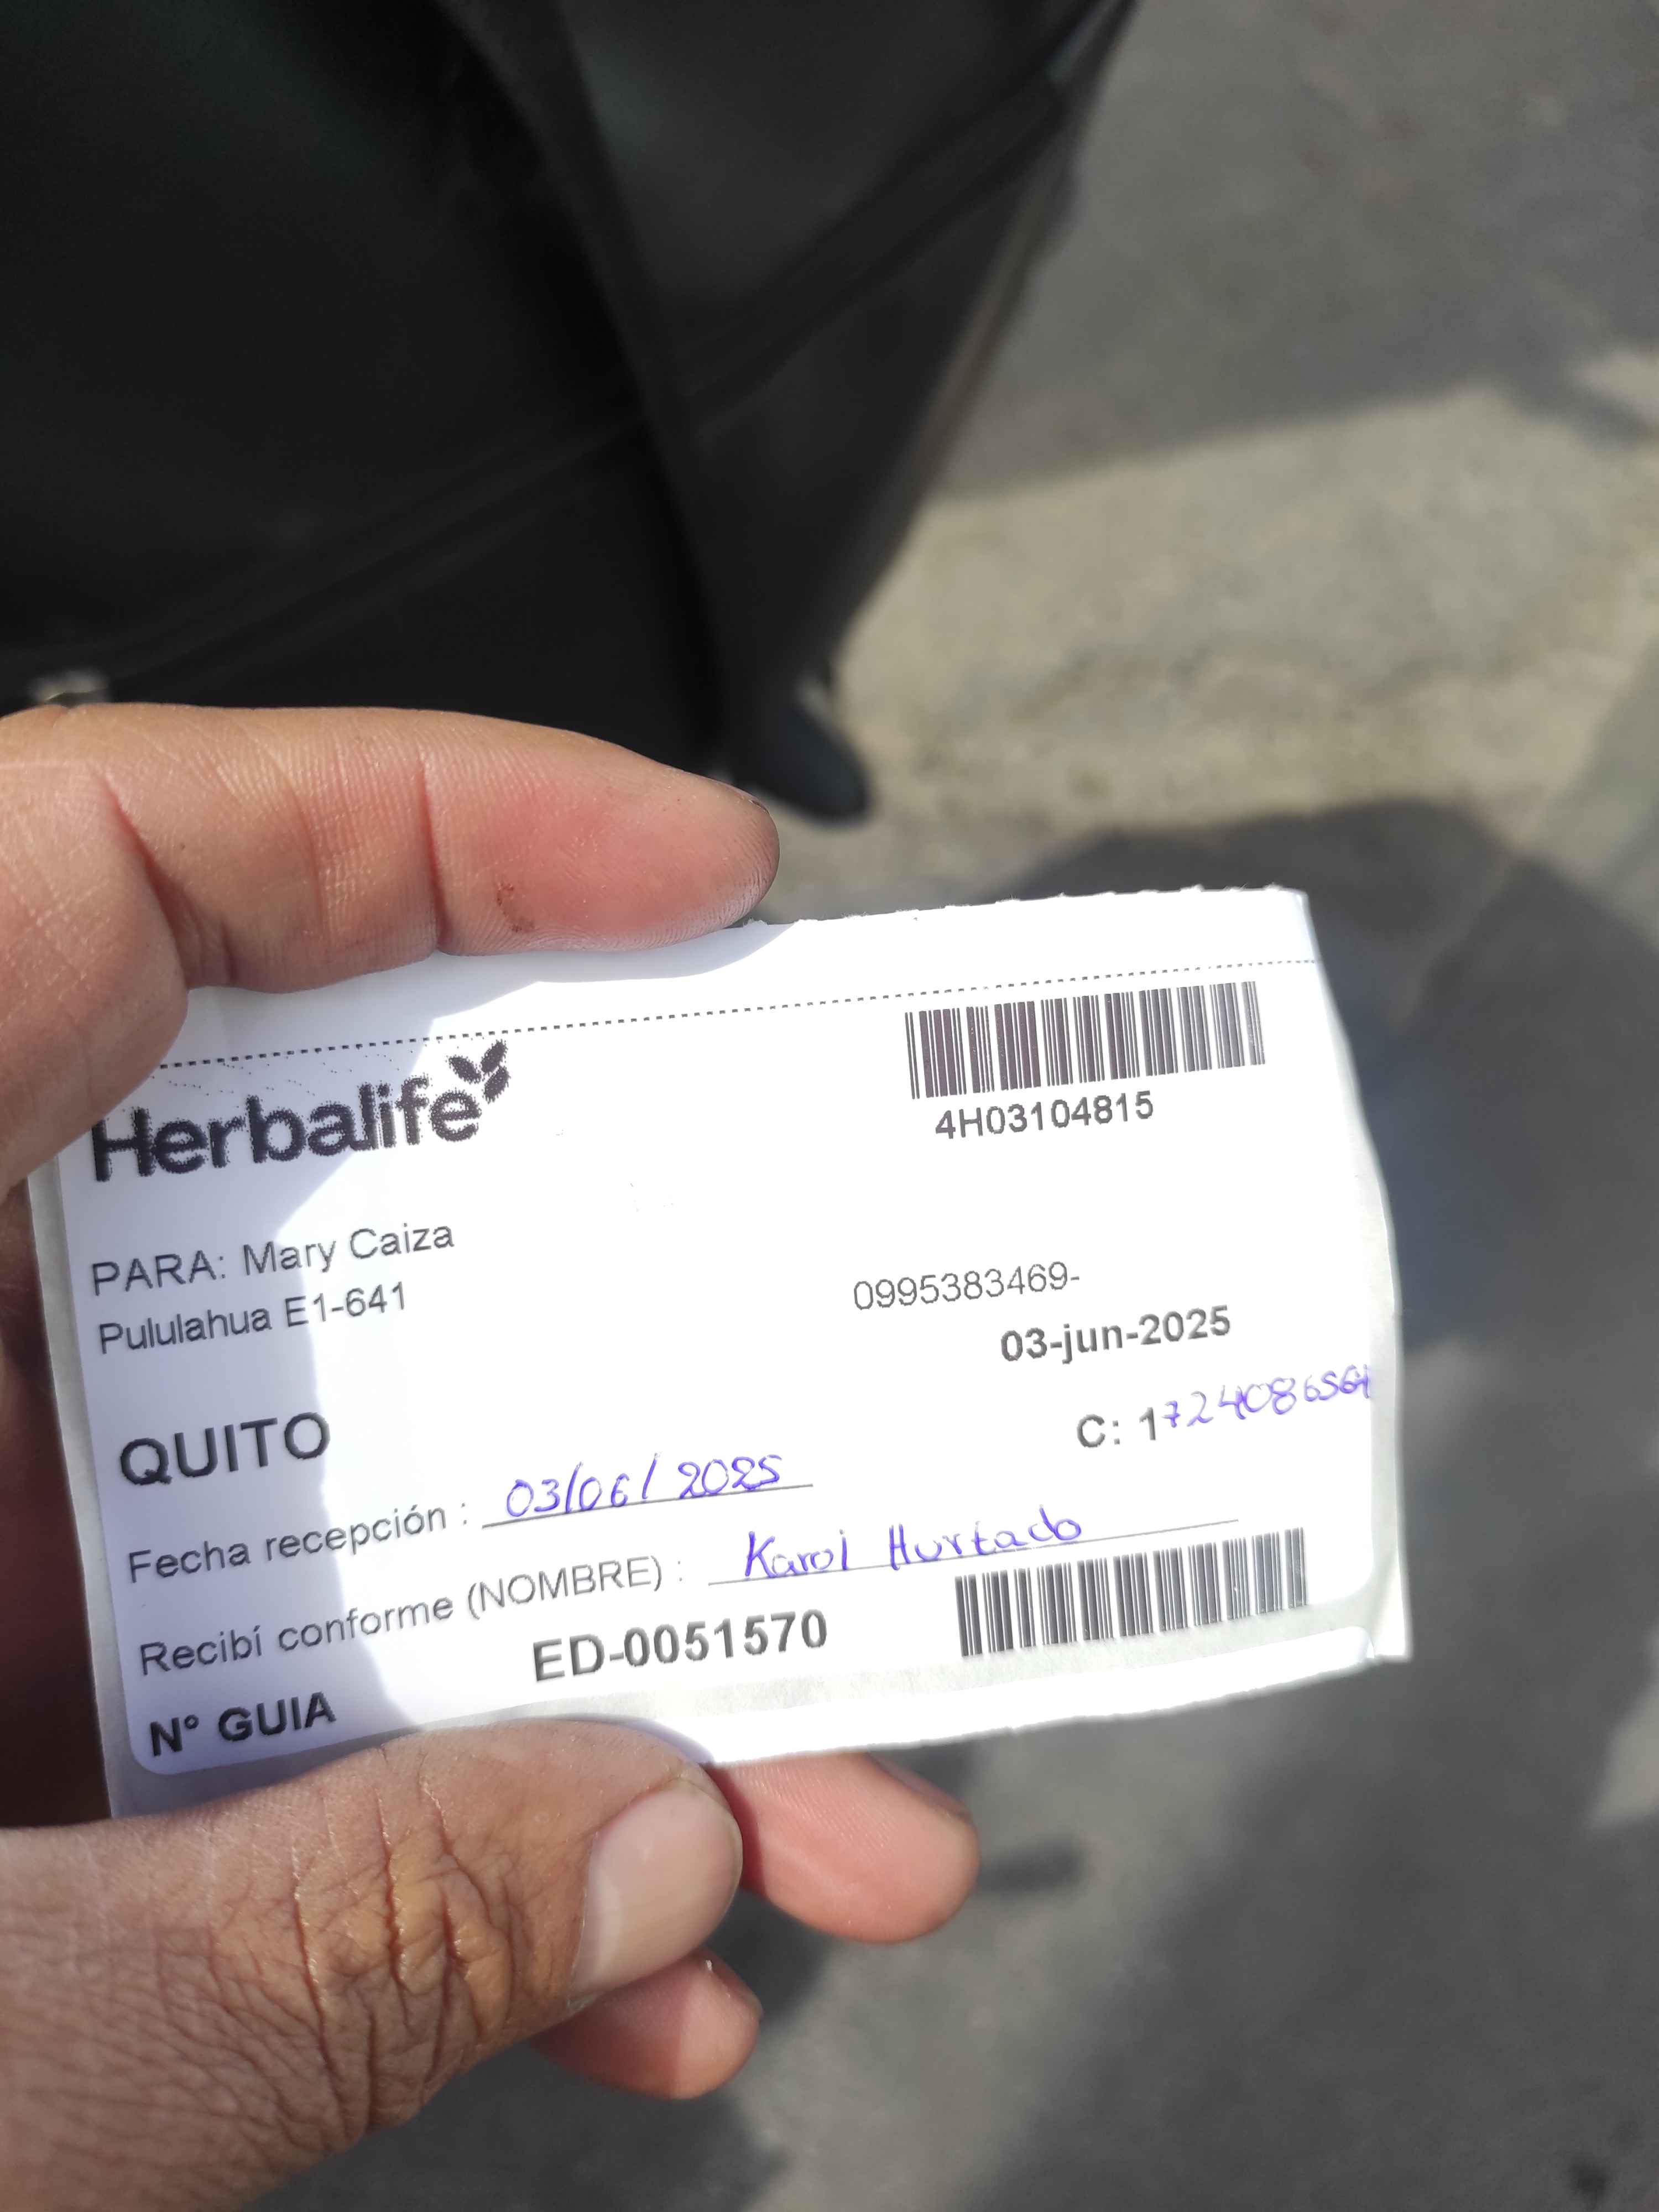 Herbalife
4H03104815
PARA: Mary Caiza
Pululahua E1-641
0995383469-
03-jun-2025
QUITO
C:
Fecha recepción : 03/06/2025
Recibí conforme (NOMBRE) : Karol Hurtado
Nº GUIA ED-0051570